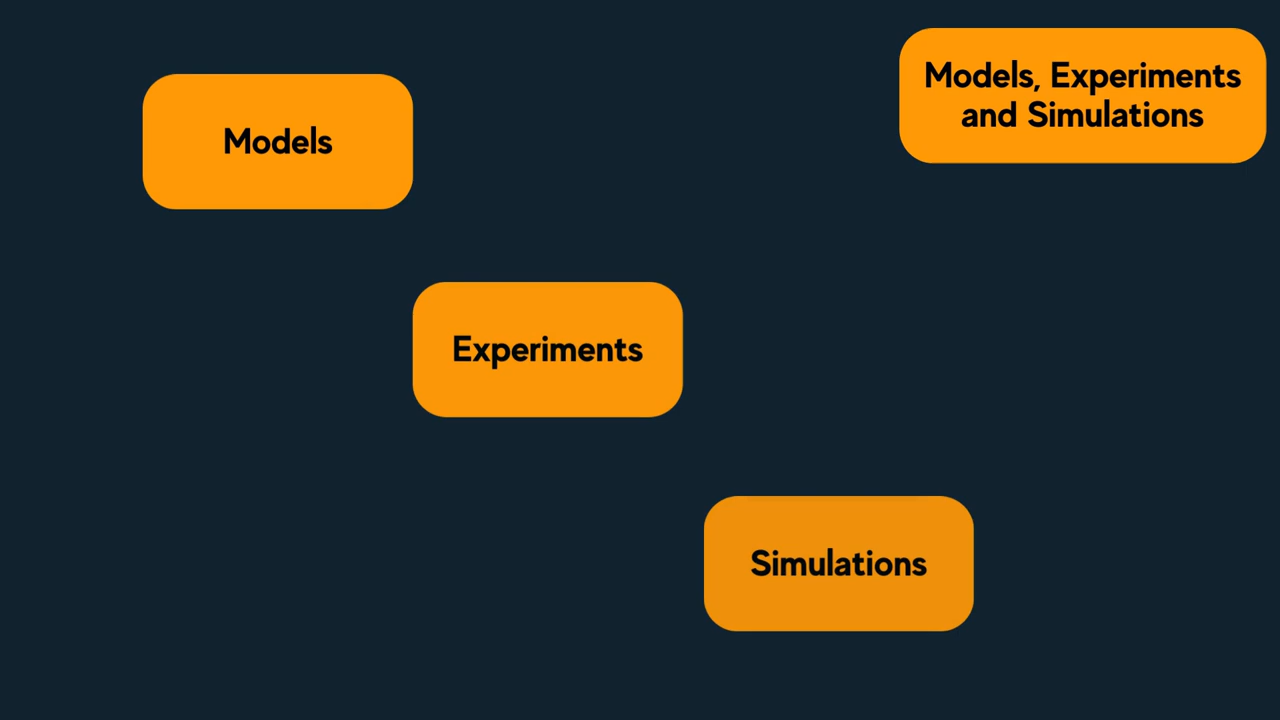 Models, Experiments
and Simulations
Models
Experiments
Simulations